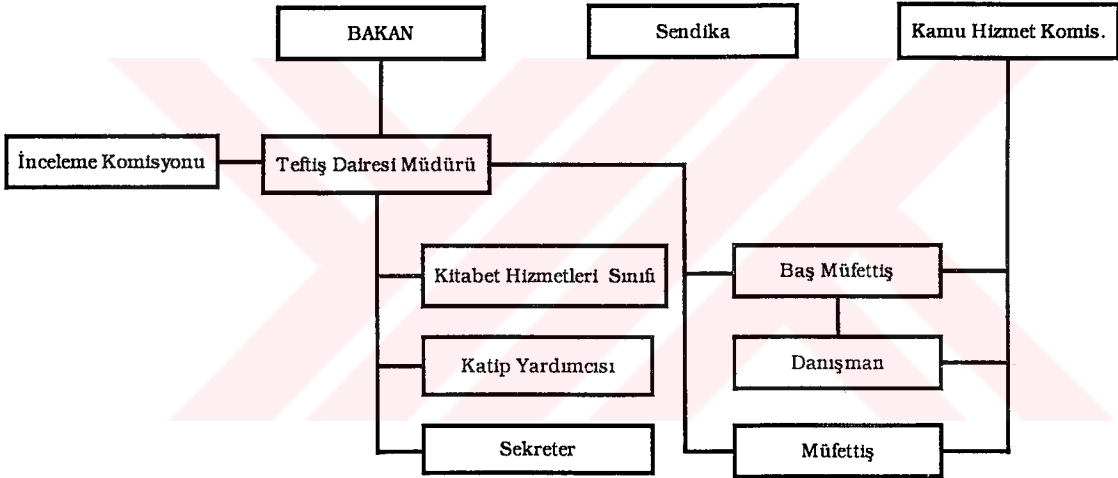 BAKAN
Sendika
Kamu Hizmet Komis.
İnceleme Komisyonu
Teftiş Dairesi Müdürü
Kitabet Hizmetleri Sınıfı
Baş Müfettiş
Katip Yardımcısı
Danışman
Sekreter
Müfettiş